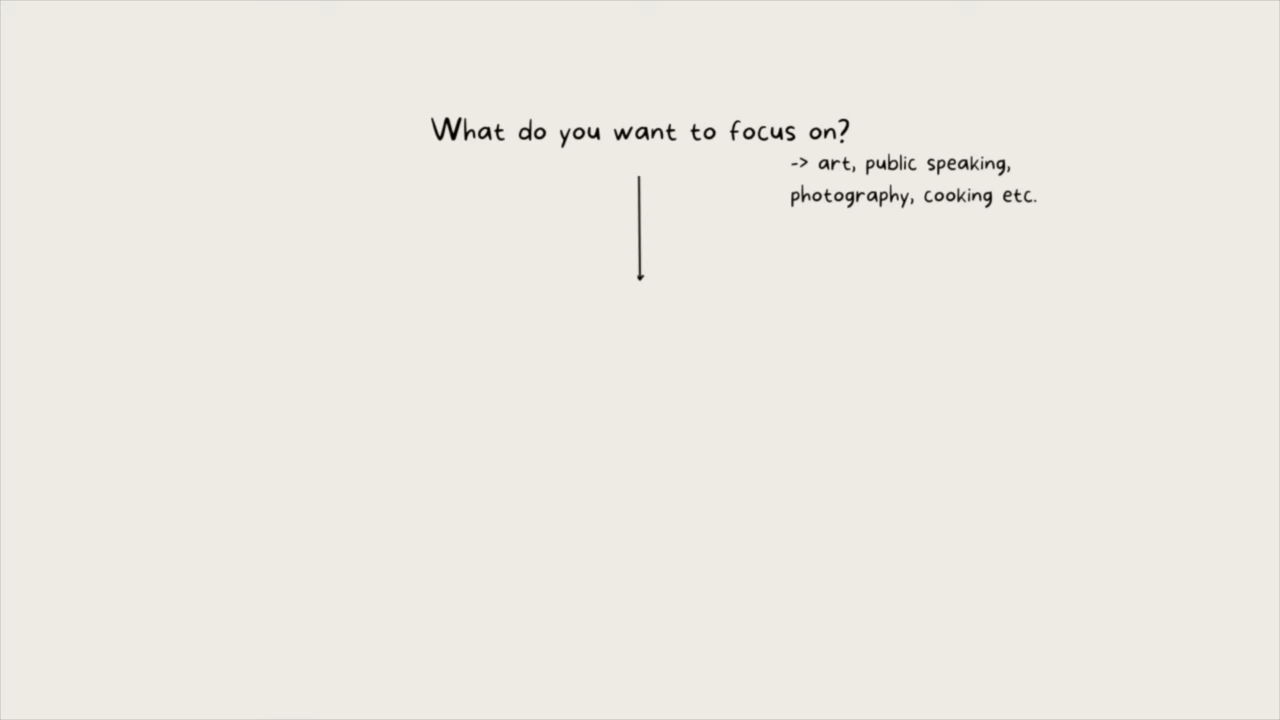 What do you want to focus on?
-> art, public speaking,
photography, cooking etc.